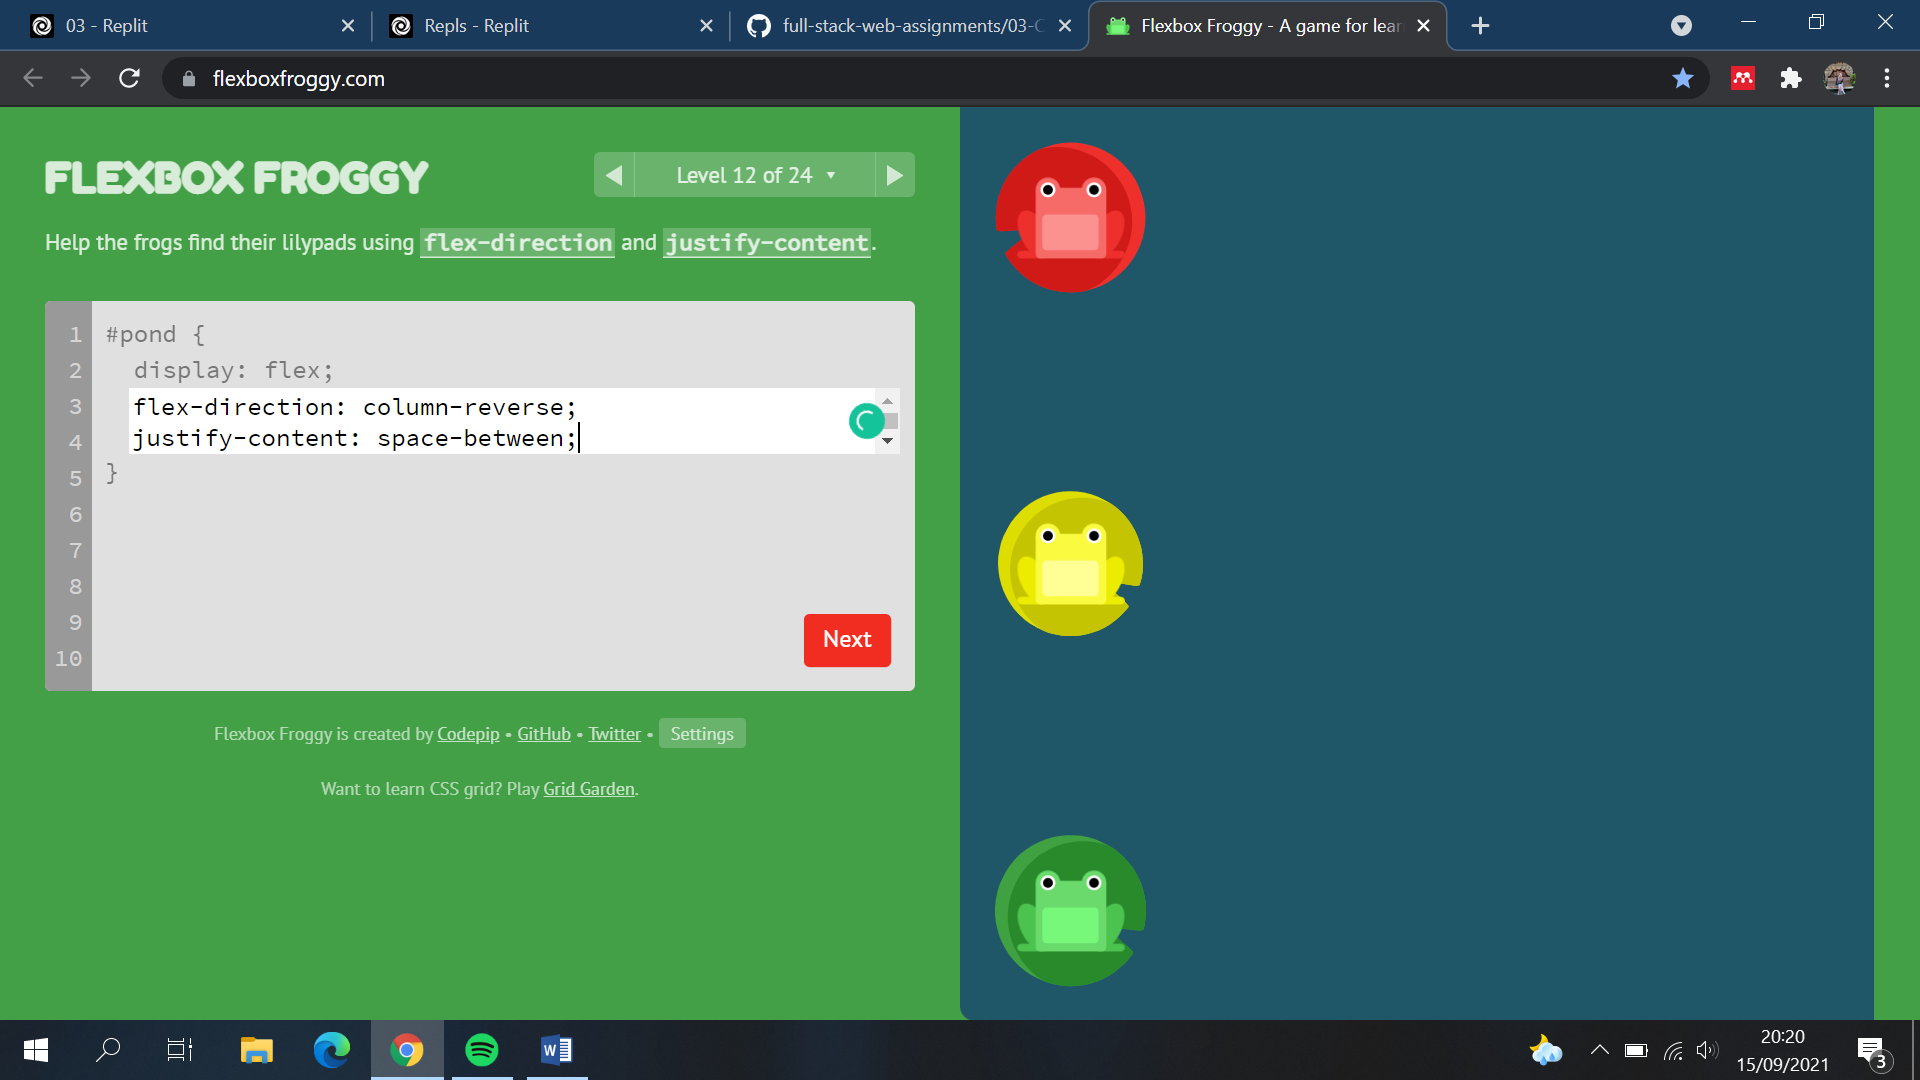 03 - Replit
Repls - Replit
full-stack-web-assignments/03-C
Flexbox Froggy - A game for lear
flexboxfroggy.com
FLEXBOX FROGGY
Level 12 of 24
Help the frogs find their lilypads using flex-direction and justify-content.
1 #pond {
2 display: flex;
3 flex-direction: column-reverse;
4 justify-content: space-between;
5 }
6
7
8
9
10
Next
Flexbox Froggy is created by Codepip • GitHub • Twitter • Settings
Want to learn CSS grid? Play Grid Garden.
20:20
15/09/2021
3